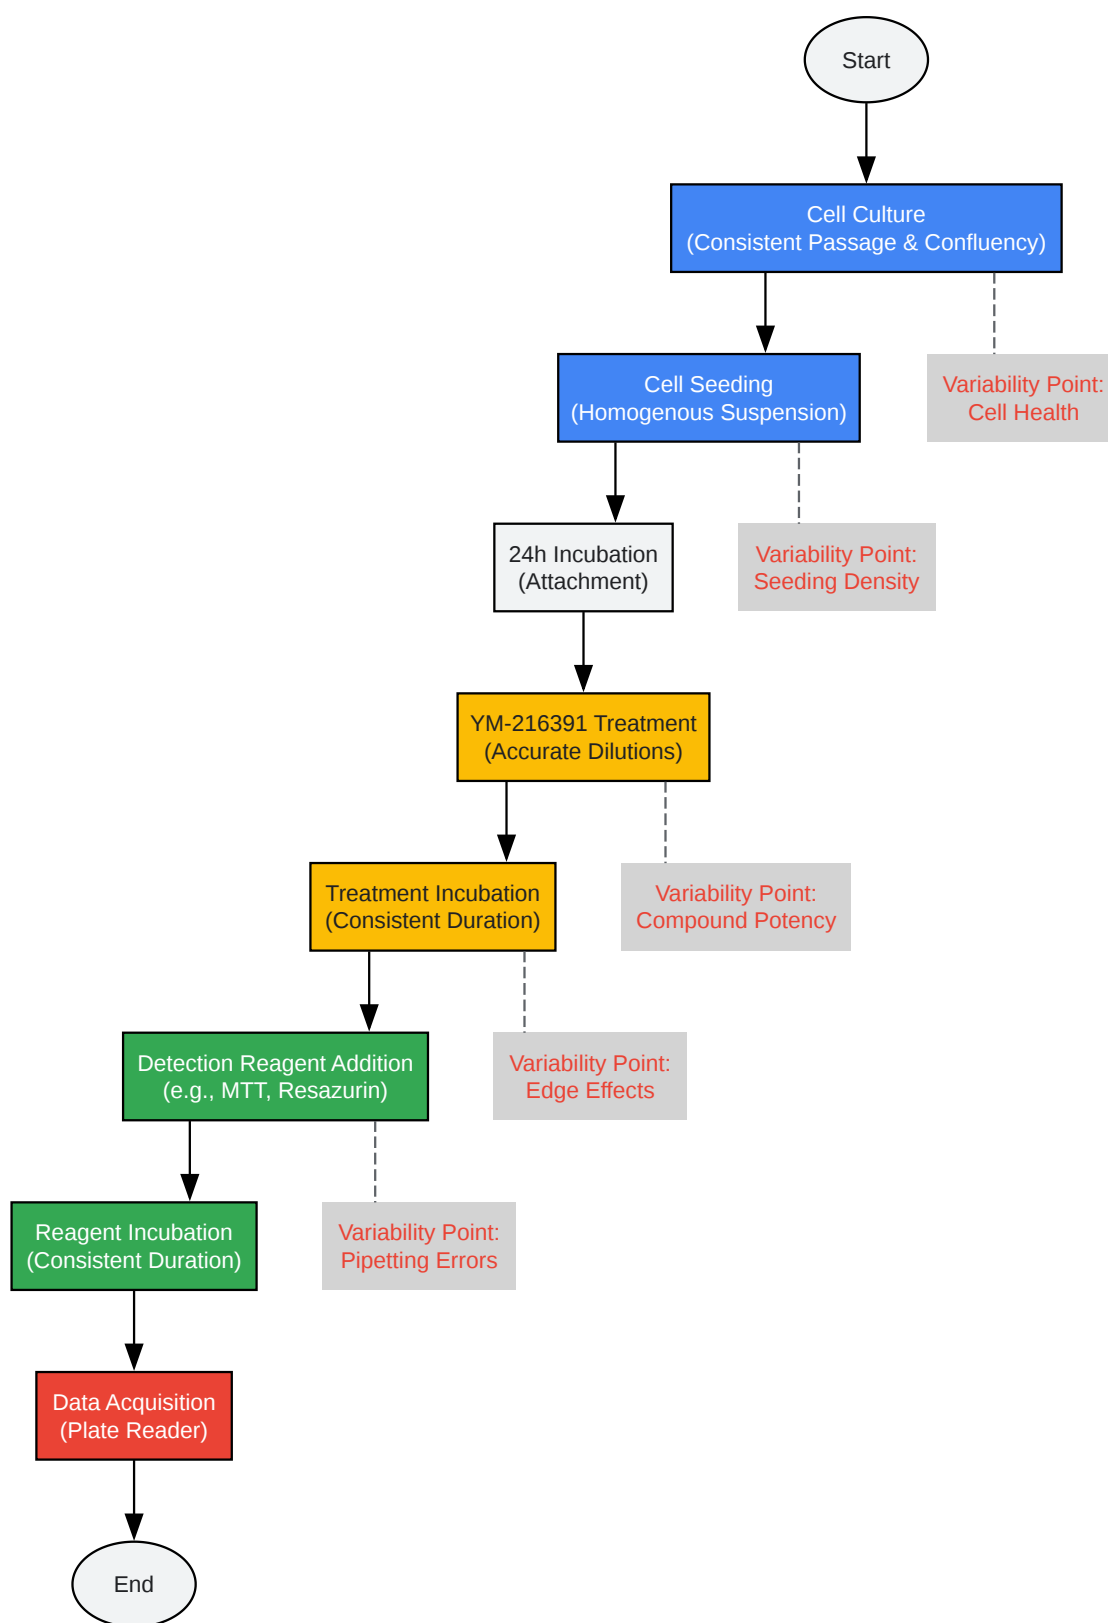 Start
Cell Culture
(Consistent Passage & Confluency)
Cell Seeding
(Homogenous Suspension)
Variability Point:
Cell Health
24h Incubation
(Attachment)
Variability Point:
Seeding Density
YM-216391 Treatment
(Accurate Dilutions)
Treatment Incubation
(Consistent Duration)
Variability Point:
Compound Potency
Detection Reagent Addition
(e.g., MTT, Resazurin)
Variability Point:
Edge Effects
Reagent Incubation
(Consistent Duration)
Variability Point:
Pipetting Errors
Data Acquisition
(Plate Reader)
End